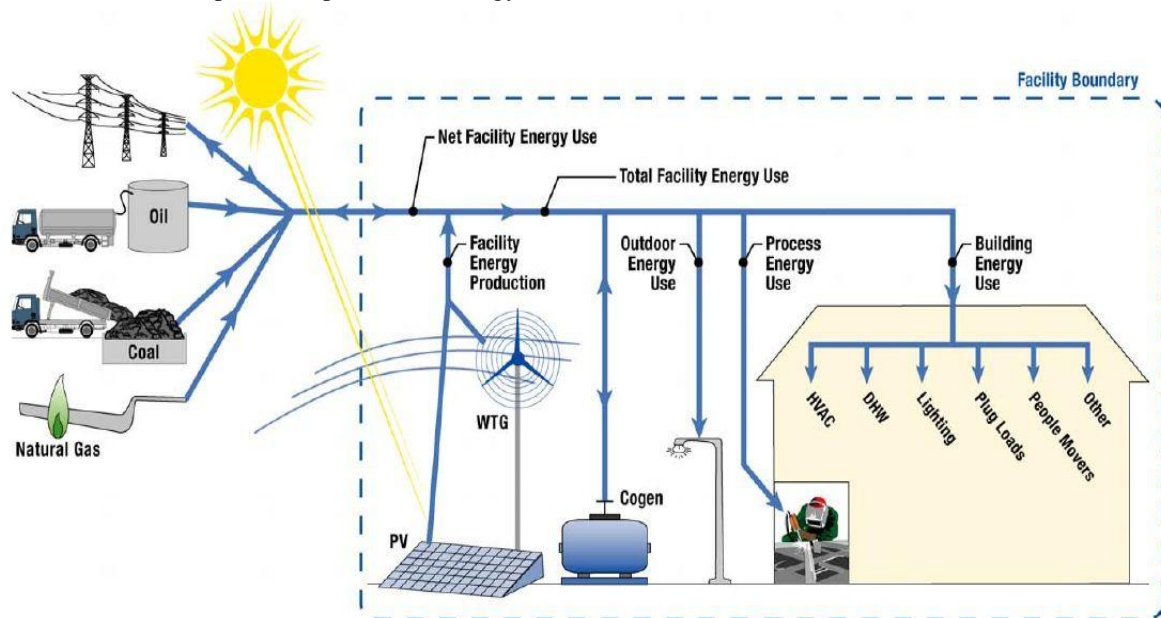 Facility Boundary
Net Facility Energy Use
Total Facility Energy Use
Oil
Facility
Energy
Production
Outdoor
Energy
Use
Process
Energy
Use
Building
Energy
Use
Coal
WTG
HVAC
DHW
Lighting
Plug Loads
People Movers
Other
Natural Gas
Cogen
PV